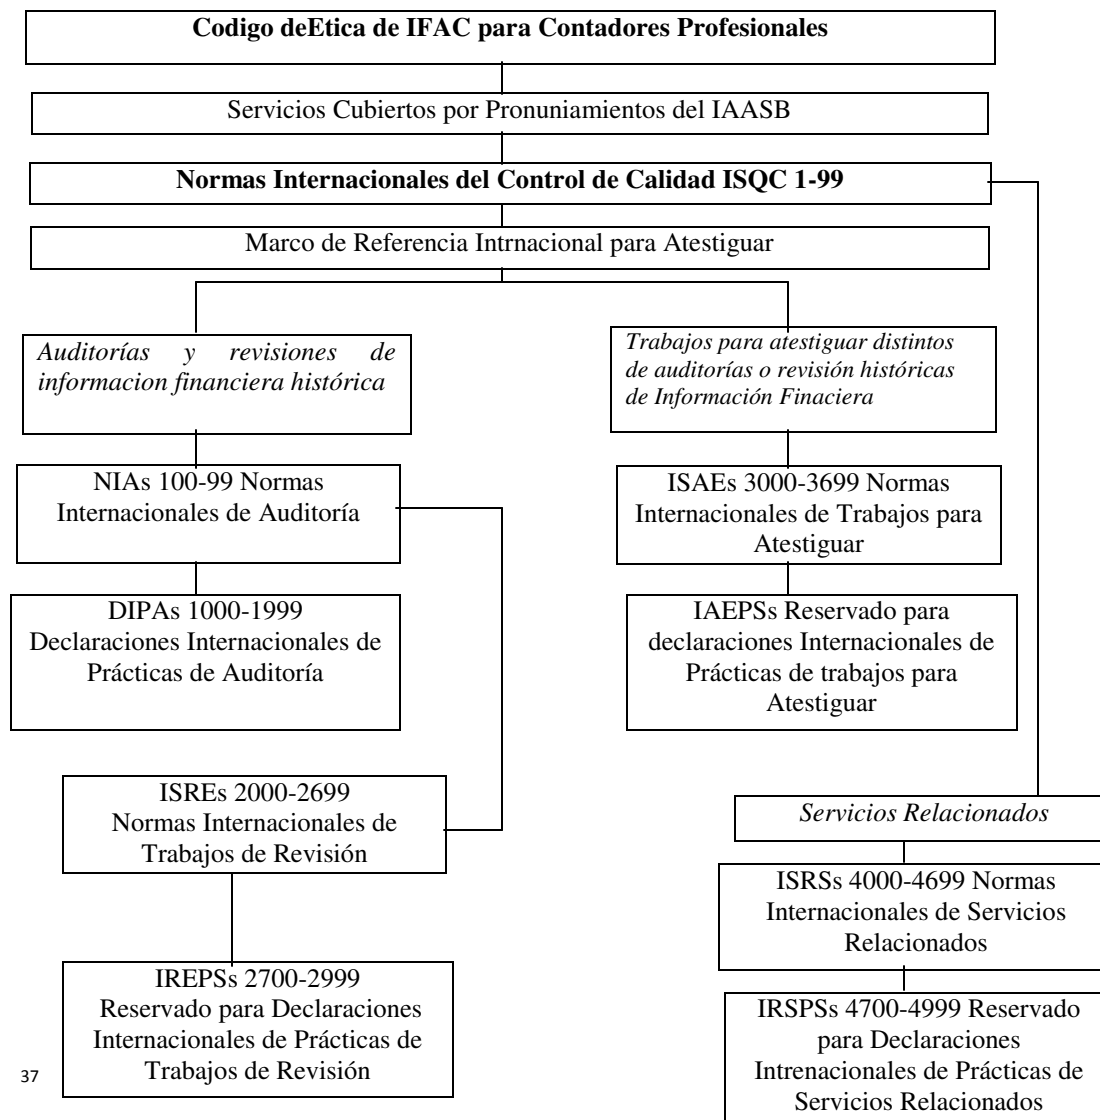 Codigo deEtica de IFAC para Contadores Profesionales
Servicios Cubiertos por Pronuniamientos del IAASB
Normas Internacionales del Control de Calidad ISQC 1-99
Marco de Referencia Intrnacional para Atestiguar
Auditorías y revisiones de
informacion financiera histórica
Trabajos para atestiguar distintos
de auditorías o revisión históricas
de Información Finaciera
NIAs 100-99 Normas
Internacionales de Auditoría
ISAEs 3000-3699 Normas
Internacionales de Trabajos para
Atestiguar
DIPAs 1000-1999
Declaraciones Internacionales de
Prácticas de Auditoría
IAEPSs Reservado para
declaraciones Internacionales de
Prácticas de trabajos para
Atestiguar
ISREs 2000-2699
Normas Internacionales de
Trabajos de Revisión
Servicios Relacionados
ISRSs 4000-4699 Normas
Internacionales de Servicios
Relacionados
IREPSs 2700-2999
Reservado para Declaraciones
Internacionales de Prácticas de
Trabajos de Revisión
IRSPSs 4700-4999 Reservado
para Declaraciones
Intrenacionales de Prácticas de
Servicios Relacionados
37